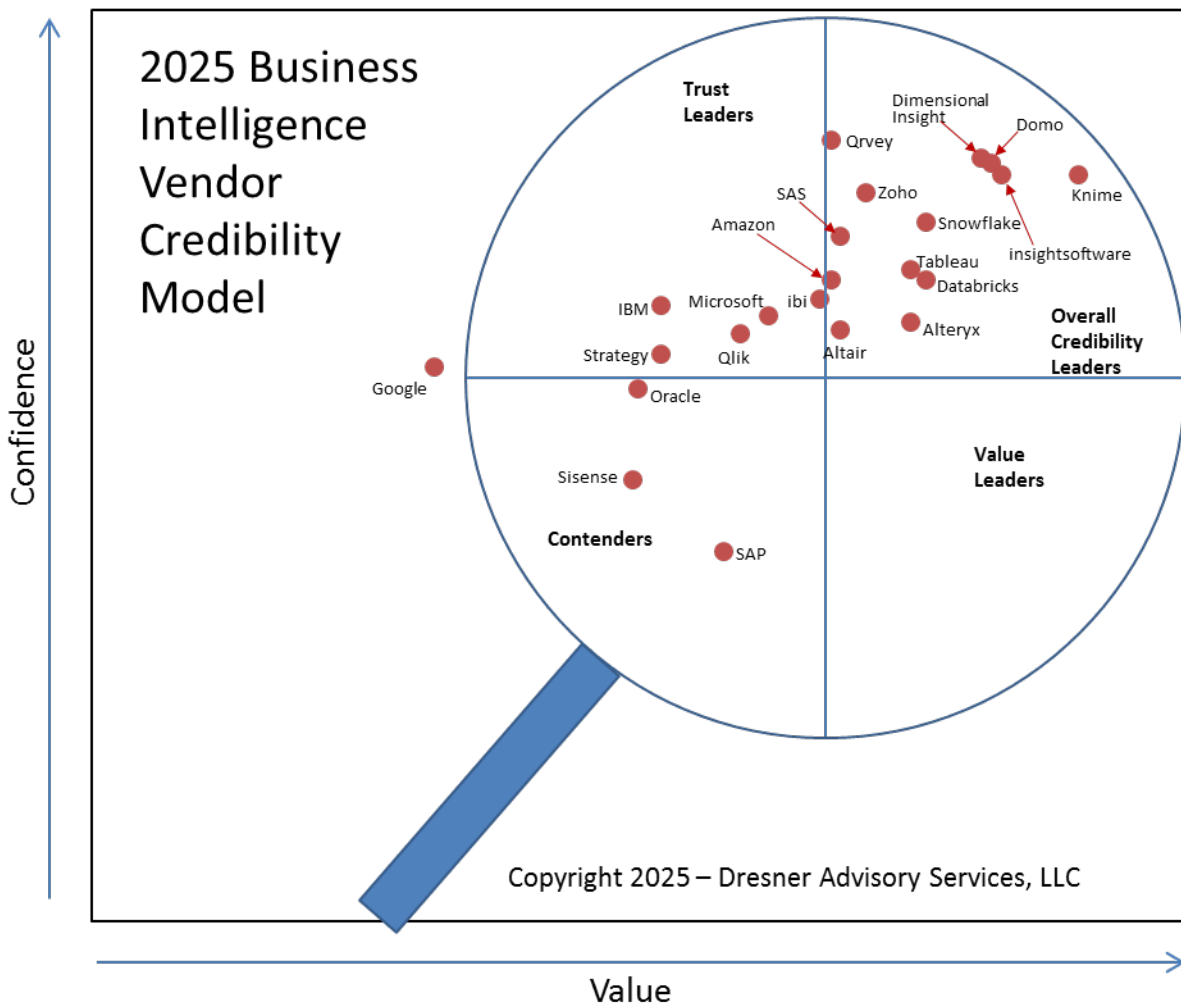 2025 Business
Intelligence
Vendor
Credibility
Model
Trust
Leaders
Dimensional
Insight
Domo
Qrvey
SAS
Zoho
Knime
Amazon
Snowflake
insightsoftware
Tableau
Databricks
IBM
Microsoft
ibi
Alteryx
Altair
Overall
Credibility
Leaders
Strategy
Qlik
Google
Oracle
Confidence
Sisense
Value
Leaders
Contenders
SAP
Copyright 2025 – Dresner Advisory Services, LLC
Value